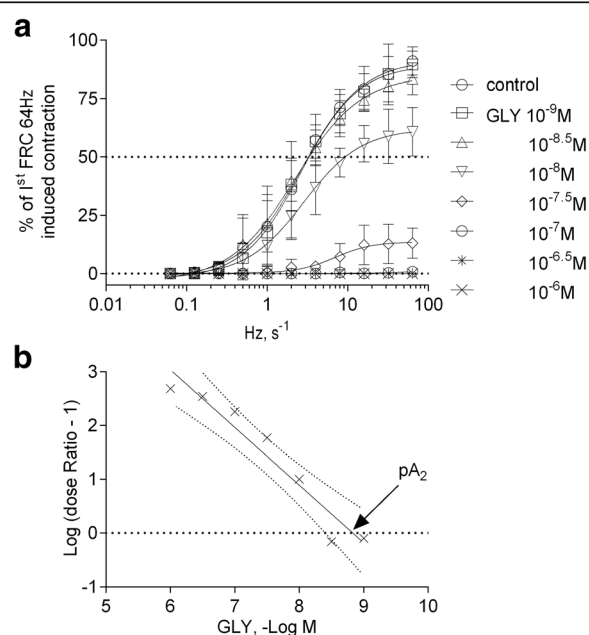 a
% of Iˢᵗ FRC 64Hz
induced contraction
100
75
50
25
0
0.01 0.1 1 10 100
Hz, s⁻¹
control
GLY 10⁻⁹M
10⁻⁸·⁵M
10⁻⁸M
10⁻⁷·⁵M
10⁻⁷M
10⁻⁶·⁵M
10⁻⁶M
b
Log (dose Ratio - 1)
3
2
1
0
-1
pA₂
5 6 7 8 9 10
GLY, -Log M